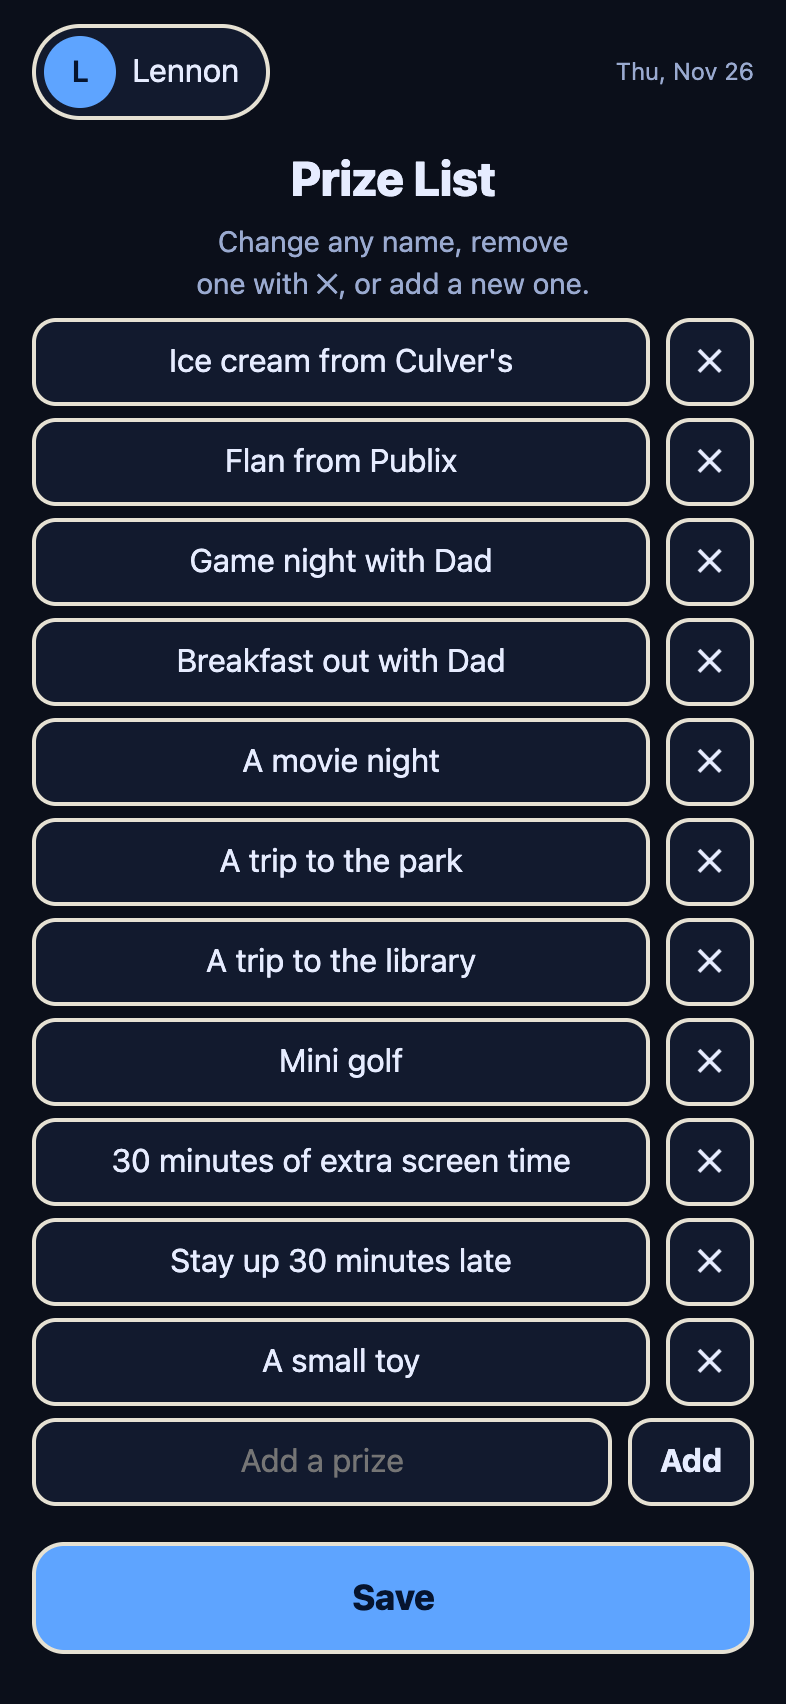 L Lennon
Thu, Nov 26
Prize List
Change any name, remove
one with ✕, or add a new one.
Ice cream from Culver's ✕
Flan from Publix ✕
Game night with Dad ✕
Breakfast out with Dad ✕
A movie night ✕
A trip to the park ✕
A trip to the library ✕
Mini golf ✕
30 minutes of extra screen time ✕
Stay up 30 minutes late ✕
A small toy ✕
Add a prize Add
Save